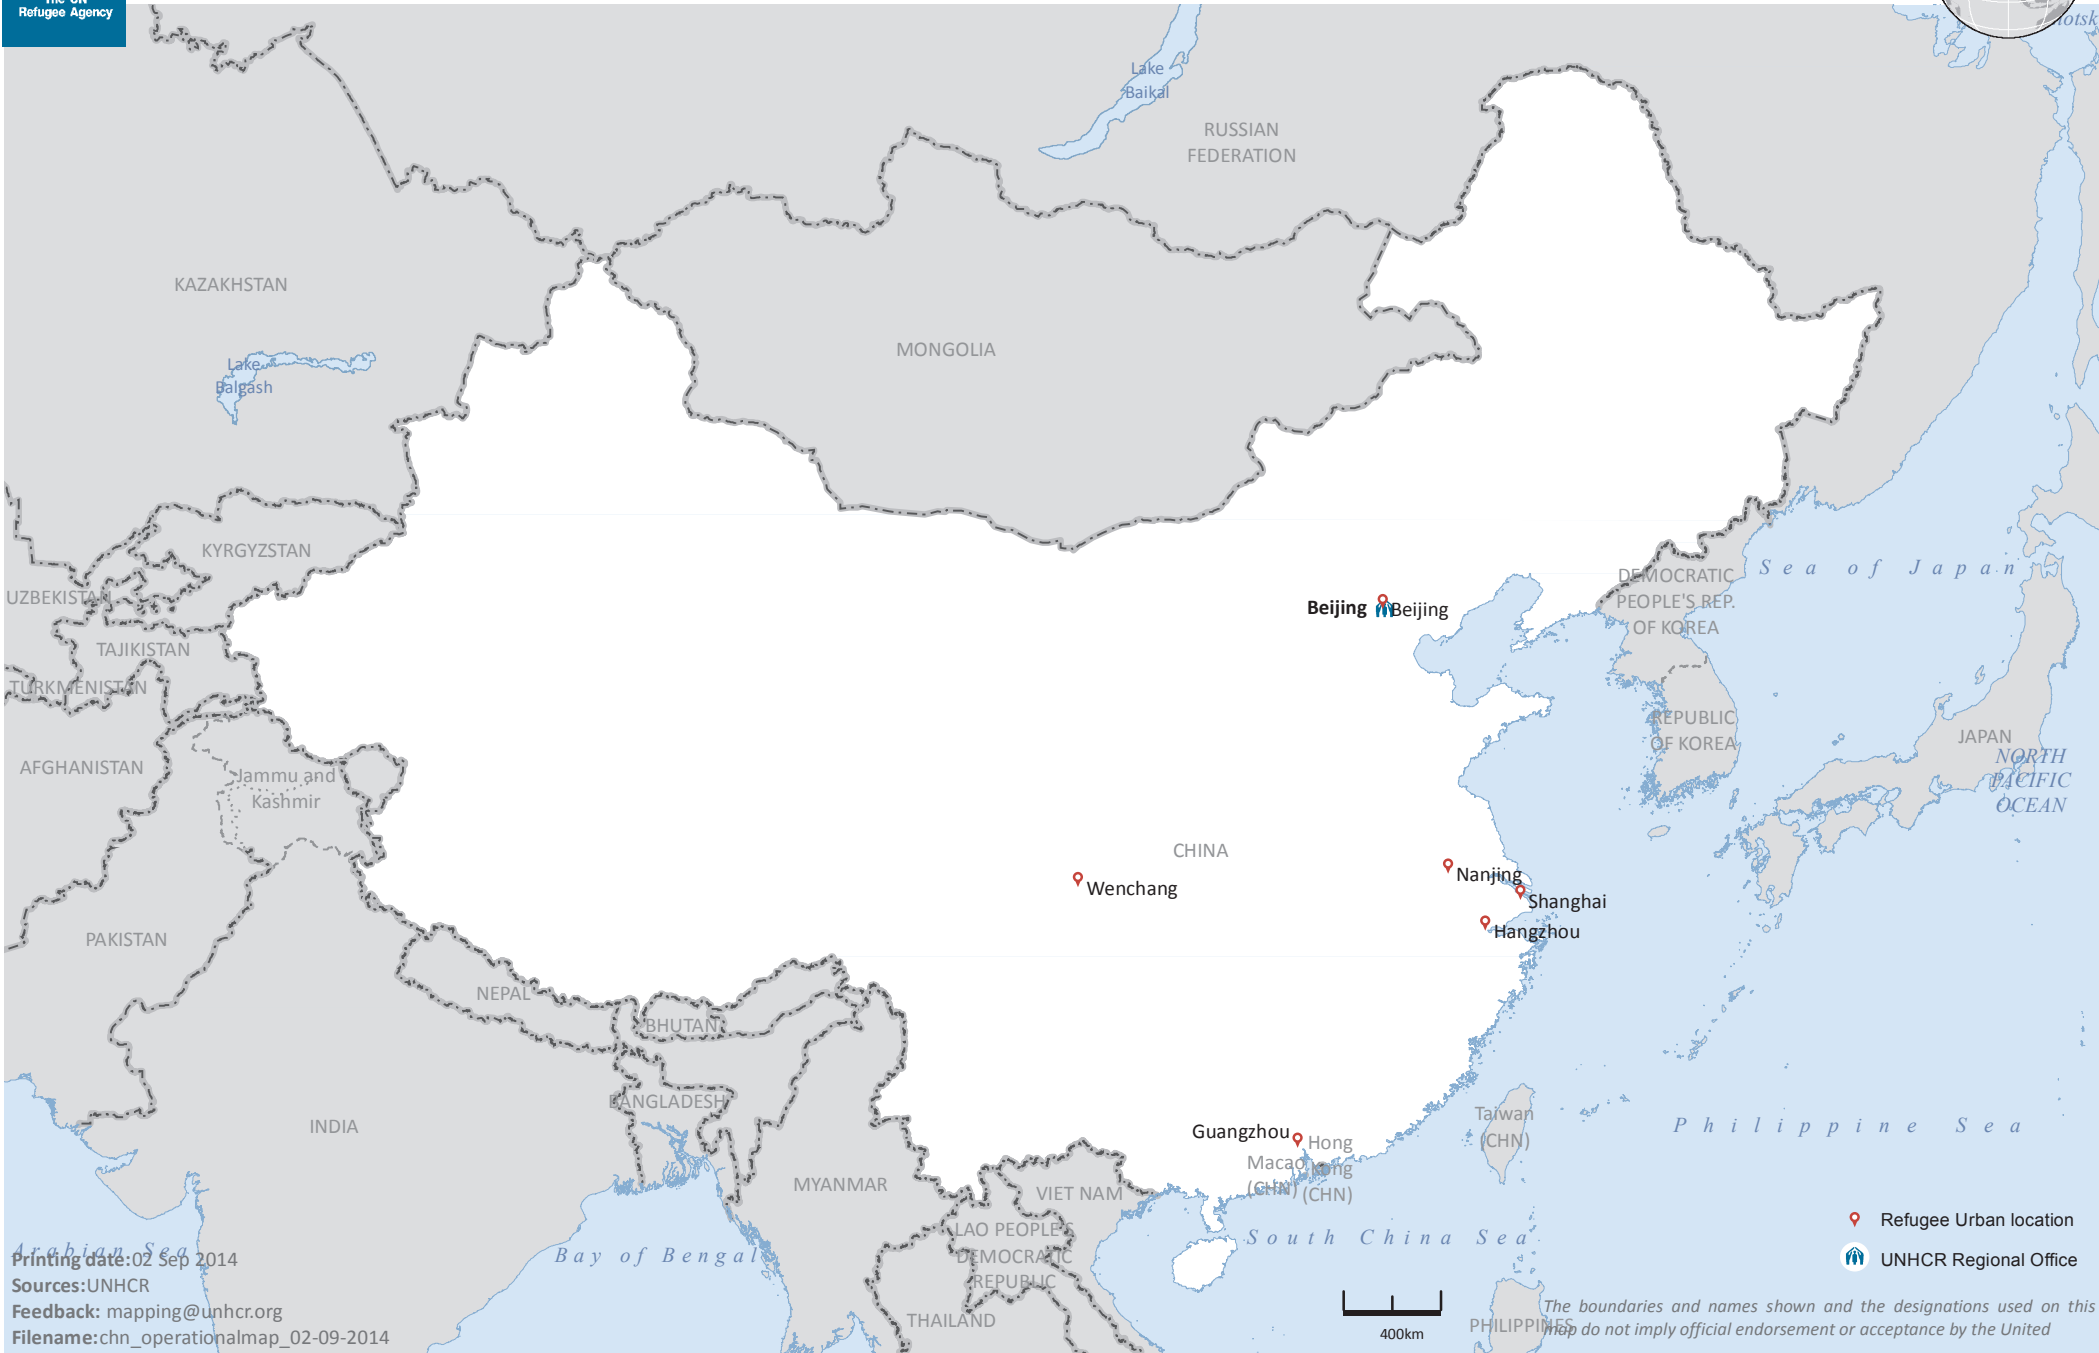 The UN
Refugee Agency
otsk
Lake
Baikal
RUSSIAN
FEDERATION
KAZAKHSTAN
MONGOLIA
Lake
Balgash
KYRGYZSTAN
UZBEKISTAN
TAJIKISTAN
TURKMENISTAN
AFGHANISTAN
Jammu and
Kashmir
PAKISTAN
DEMOCRATIC
PEOPLE'S REP.
OF KOREA
Sea of Japan
Beijing Beijing
REPUBLIC
OF KOREA
JAPAN
NORTH
PACIFIC
OCEAN
CHINA
Wenchang
Nanjing
Shanghai
Hangzhou
NEPAL
BHUTAN
BANGLADESH
INDIA
MYANMAR
VIET NAM
LAO PEOPLE'S
DEMOCRATIC
REPUBLIC
THAILAND
Guangzhou
Hong
Kong
(CHN)
Macao
(CHN)
Taiwan
(CHN)
Philippine Sea
South China Sea
Bay of Bengal
Arabian Sea
PHILIPPINES
Refugee Urban location
UNHCR Regional Office
400km
Printing date:02 Sep 2014
Sources:UNHCR
Feedback: mapping@unhcr.org
Filename:chn_operationalmap_02-09-2014
The boundaries and names shown and the designations used on this
map do not imply official endorsement or acceptance by the United